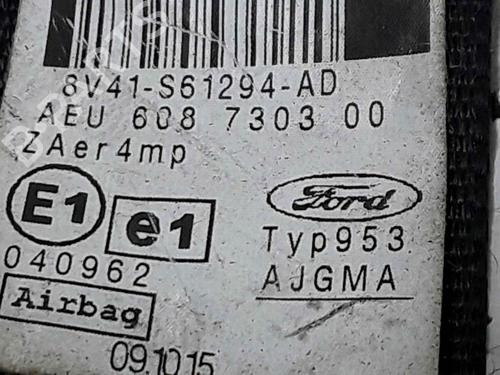 8V41-S61294-AD
AEU 608 7303 00
ZAer4mp
E1 e1
Ford
Typ953
040962
AJGMA
Airbag
09.10.15